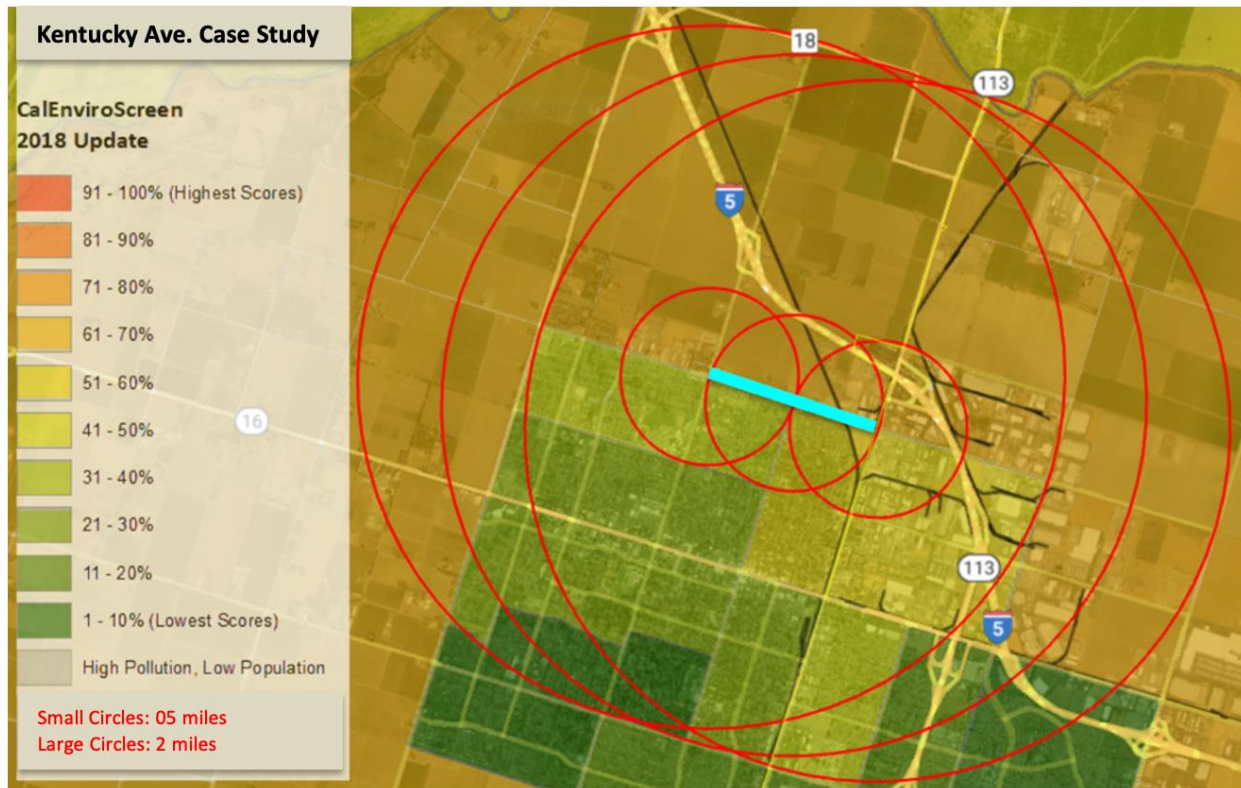 Kentucky Ave. Case Study
CalEnviroScreen
2018 Update
91 - 100% (Highest Scores)
81 - 90%
71 - 80%
61 - 70%
51 - 60%
41 - 50%
31 - 40%
21 - 30%
11 - 20%
1 - 10% (Lowest Scores)
High Pollution, Low Population
Small Circles: 05 miles
Large Circles: 2 miles
18
113
5
16
113
5